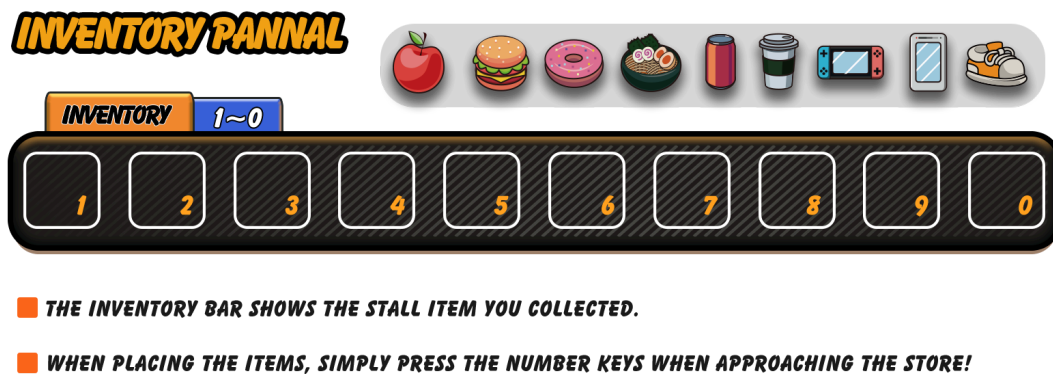 INVENTORY PANNAL
INVENTORY 1~0
1 2 3 4 5 6 7 8 9 0
THE INVENTORY BAR SHOWS THE STALL ITEM YOU COLLECTED.
WHEN PLACING THE ITEMS, SIMPLY PRESS THE NUMBER KEYS WHEN APPROACHING THE STORE!